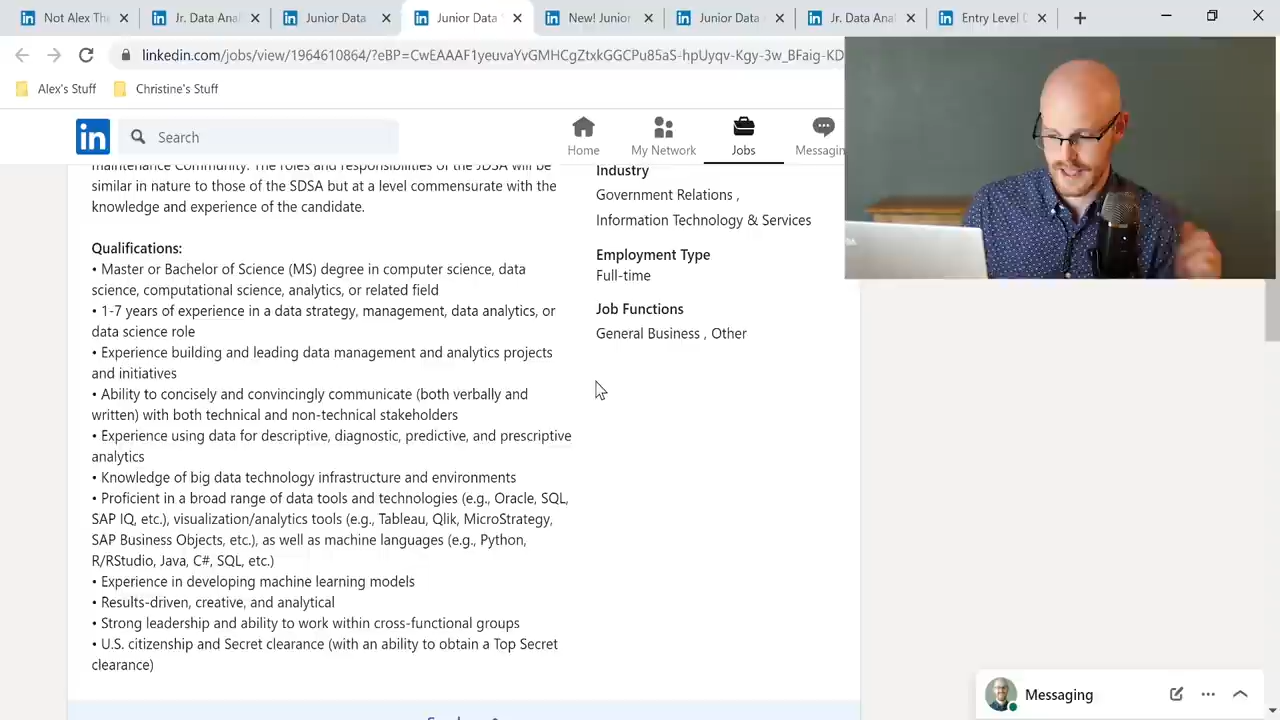 Not Alex The
Jr. Data Anal
Junior Data
Junior Data
New! Junior
Junior Data
Jr. Data Anal
Entry Level D
linkedin.com/jobs/view/1964610864/?eBP=CwEAAAF1yeuvaYvGMHCgZtxkGGCPu85aS-hpUyqv-Kgy-3w_BFaig-KD
Alex's Stuff
Christine's Stuff
in
Search
Home
My Network
Jobs
Messagin
maintenance Community. The roles and responsibilities of the JDSA will be
similar in nature to those of the SDSA but at a level commensurate with the
knowledge and experience of the candidate.
Qualifications:
• Master or Bachelor of Science (MS) degree in computer science, data
science, computational science, analytics, or related field
• 1-7 years of experience in a data strategy, management, data analytics, or
data science role
• Experience building and leading data management and analytics projects
and initiatives
• Ability to concisely and convincingly communicate (both verbally and
written) with both technical and non-technical stakeholders
• Experience using data for descriptive, diagnostic, predictive, and prescriptive
analytics
• Knowledge of big data technology infrastructure and environments
• Proficient in a broad range of data tools and technologies (e.g., Oracle, SQL,
SAP IQ, etc.), visualization/analytics tools (e.g., Tableau, Qlik, MicroStrategy,
SAP Business Objects, etc.), as well as machine languages (e.g., Python,
R/RStudio, Java, C#, SQL, etc.)
• Experience in developing machine learning models
• Results-driven, creative, and analytical
• Strong leadership and ability to work within cross-functional groups
• U.S. citizenship and Secret clearance (with an ability to obtain a Top Secret
clearance)
Industry
Government Relations ,
Information Technology & Services
Employment Type
Full-time
Job Functions
General Business , Other
Messaging